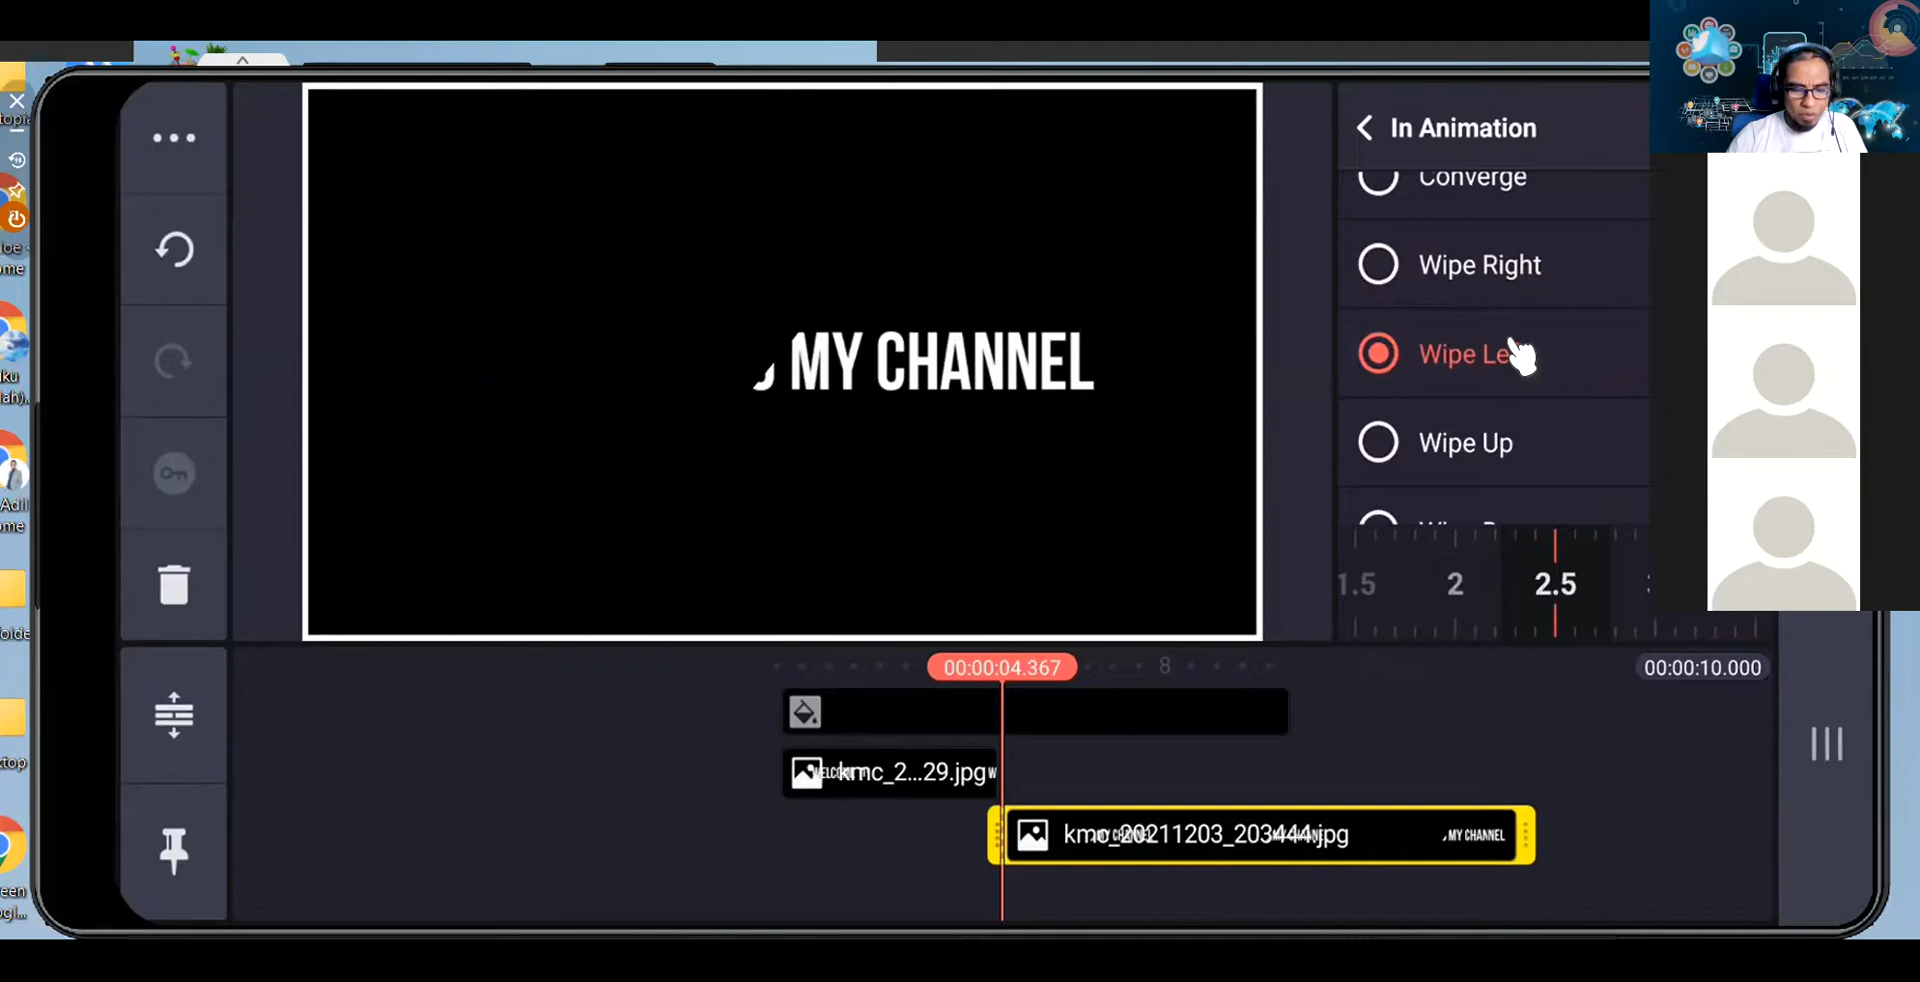 In Animation
Converge
Wipe Right
MY CHANNEL
Wipe Le
Wipe Up
1.5
2
2.5
00:00:04.367
8
00:00:10.000
kmc_2...29.jpg
W
kmc_20211203_203444.jpg
MY CHANNEL